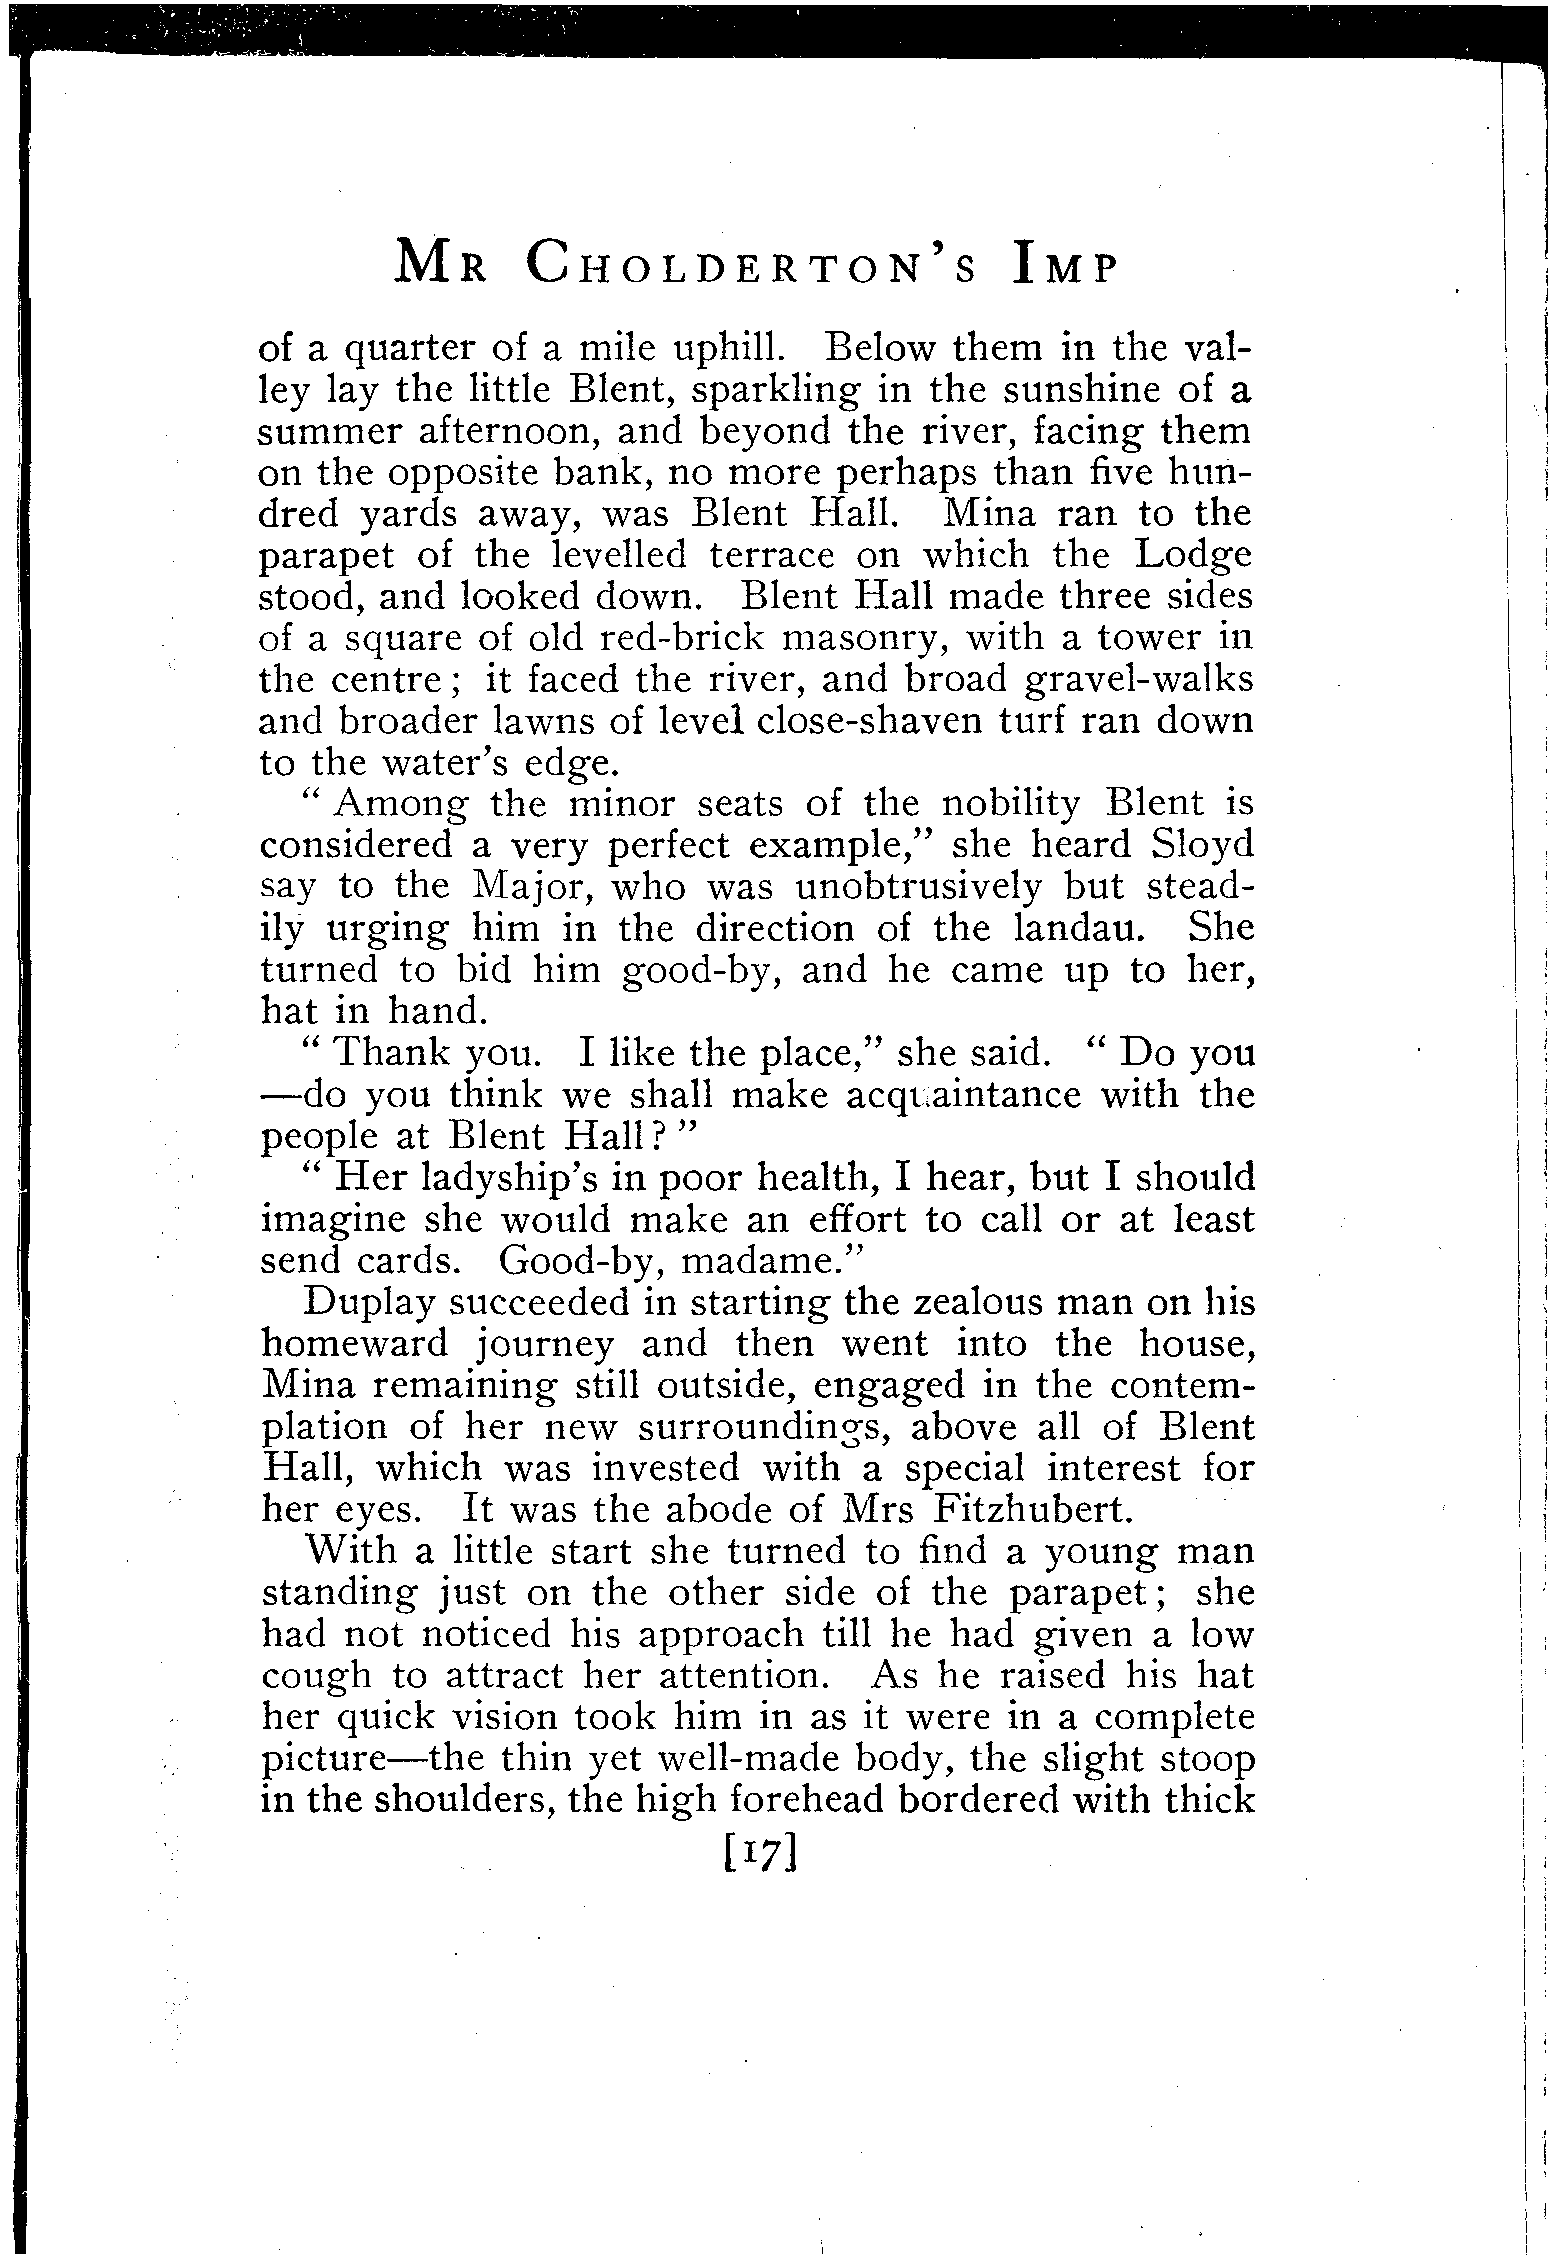 Mr Cholderton's Imp
of a quarter of a mile uphill. Below them in the val-
ley lay the little Blent, sparkling in the sunshine of a
summer afternoon, and beyond the river, facing them
on the opposite bank, no more perhaps than five hun-
dred yards away, was Blent Hall. Mina ran to the
parapet of the levelled terrace on which the Lodge
stood, and looked down. Blent Hall made three sides
of a square of old red-brick masonry, with a tower in
the centre; it faced the river, and broad gravel-walks
and broader lawns of level close-shaven turf ran down
to the water's edge.
“Among the minor seats of the nobility Blent is
considered a very perfect example,” she heard Sloyd
say to the Major, who was unobtrusively but stead-
ily urging him in the direction of the landau. She
turned to bid him good-by, and he came up to her,
hat in hand.
“Thank you. I like the place,” she said. “Do you
—do you think we shall make acquaintance with the
people at Blent Hall?”
“Her ladyship's in poor health, I hear, but I should
imagine she would make an effort to call or at least
send cards. Good-by, madame.”
Duplay succeeded in starting the zealous man on his
homeward journey and then went into the house,
Mina remaining still outside, engaged in the contem-
plation of her new surroundings, above all of Blent
Hall, which was invested with a special interest for
her eyes. It was the abode of Mrs Fitzhubert.
With a little start she turned to find a young man
standing just on the other side of the parapet; she
had not noticed his approach till he had given a low
cough to attract her attention. As he raised his hat
her quick vision took him in as it were in a complete
picture—the thin yet well-made body, the slight stoop
in the shoulders, the high forehead bordered with thick
[17]